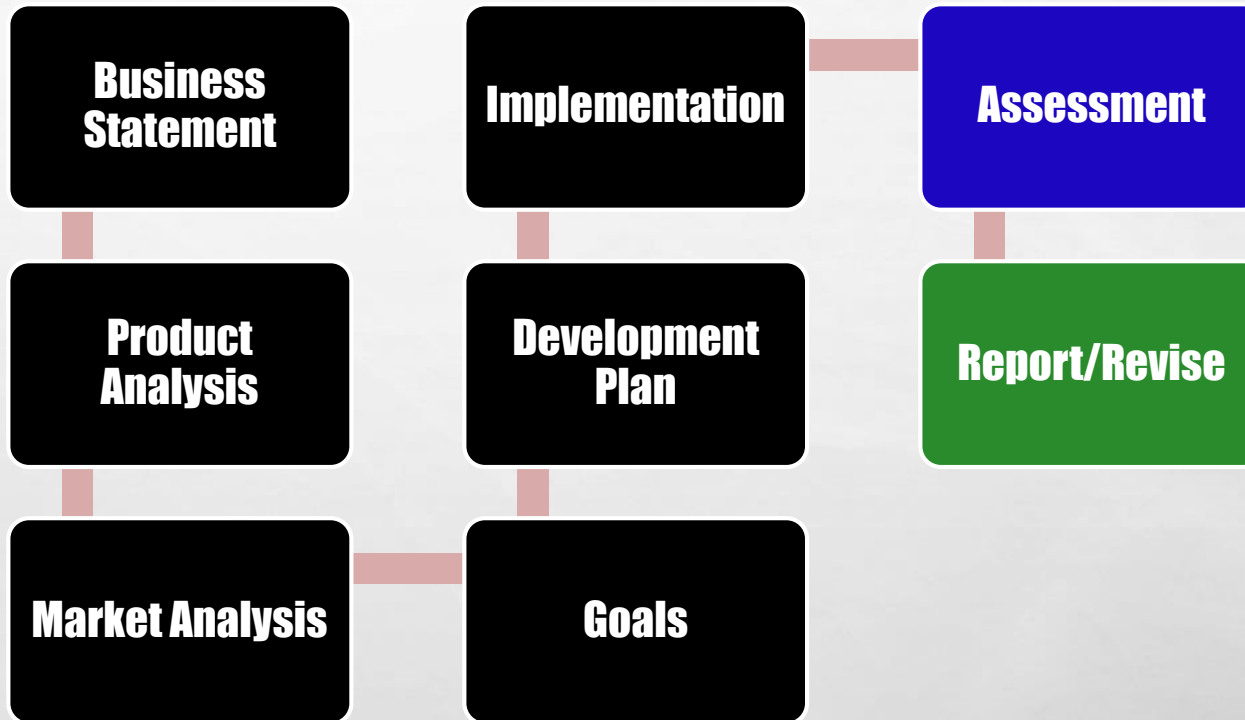 Business
Statement
Product
Analysis
Market Analysis
Goals
Development
Plan
Implementation
Assessment
Report/Revise